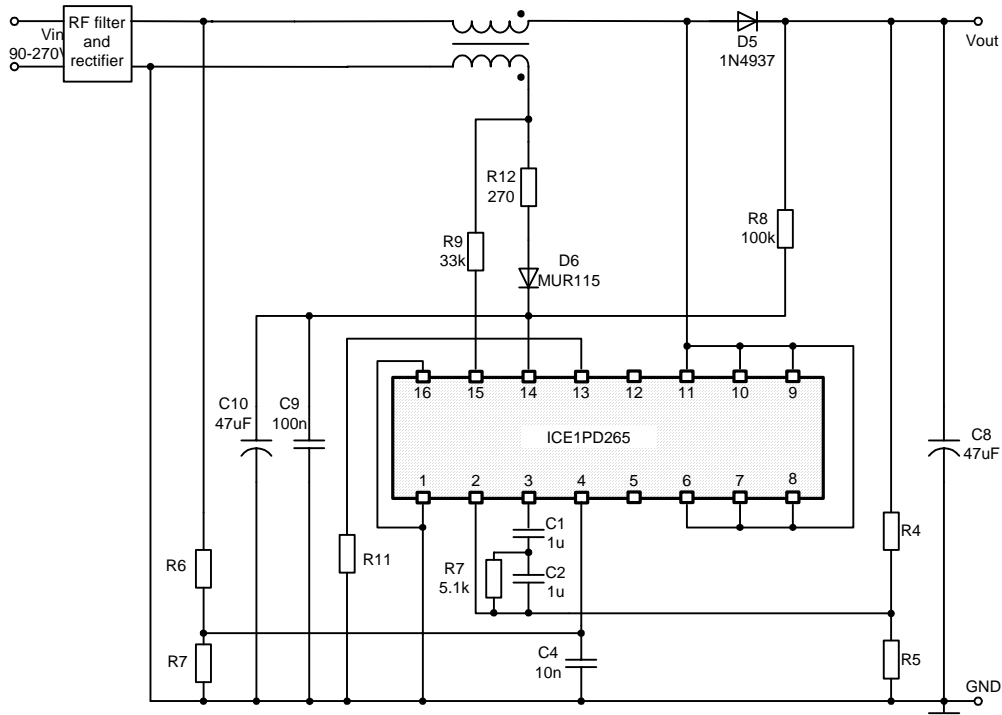 RF filter
and
rectifier
Vin
90-270V
D5
1N4937
Vout
R12
270
R9
33k
D6
MUR115
R8
100k
16
15
14
13
12
11
10
9
C10
47uF
C9
100n
ICE1PD265
C8
47uF
1
2
3
4
5
6
7
8
C1
1u
R4
R6
R11
R7
5.1k
C2
1u
R7
C4
10n
R5
GND